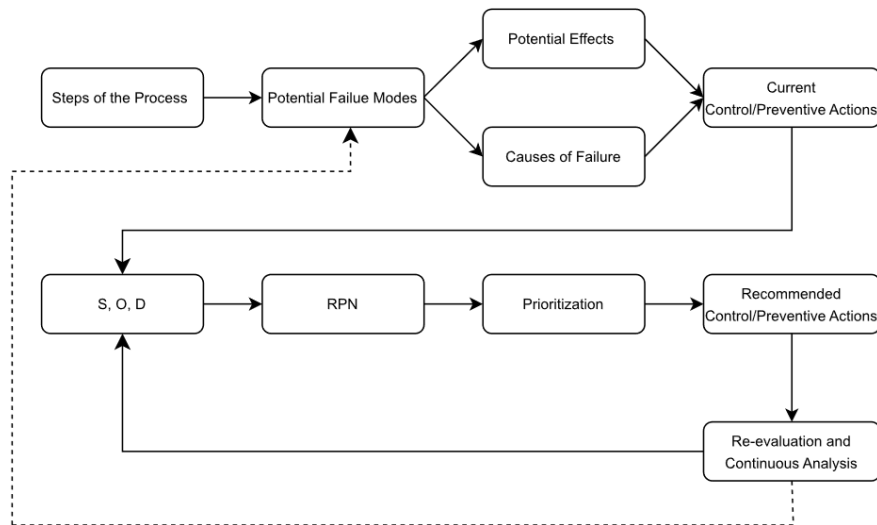 Potential Effects
Steps of the Process
Potential Failue Modes
Current
Control/Preventive Actions
Causes of Failure
S, O, D
RPN
Prioritization
Recommended
Control/Preventive Actions
Re-evaluation and
Continuous Analysis